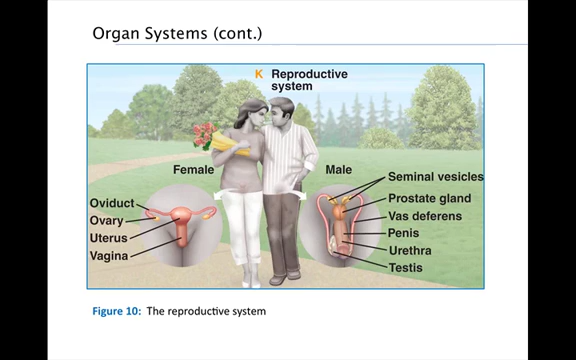 Organ Systems (cont.)
K Reproductive
system
Female
Male
Oviduct
Ovary
Uterus
Vagina
Seminal vesicles
Prostate gland
Vas deferens
Penis
Urethra
Testis
Figure 10: The reproductive system